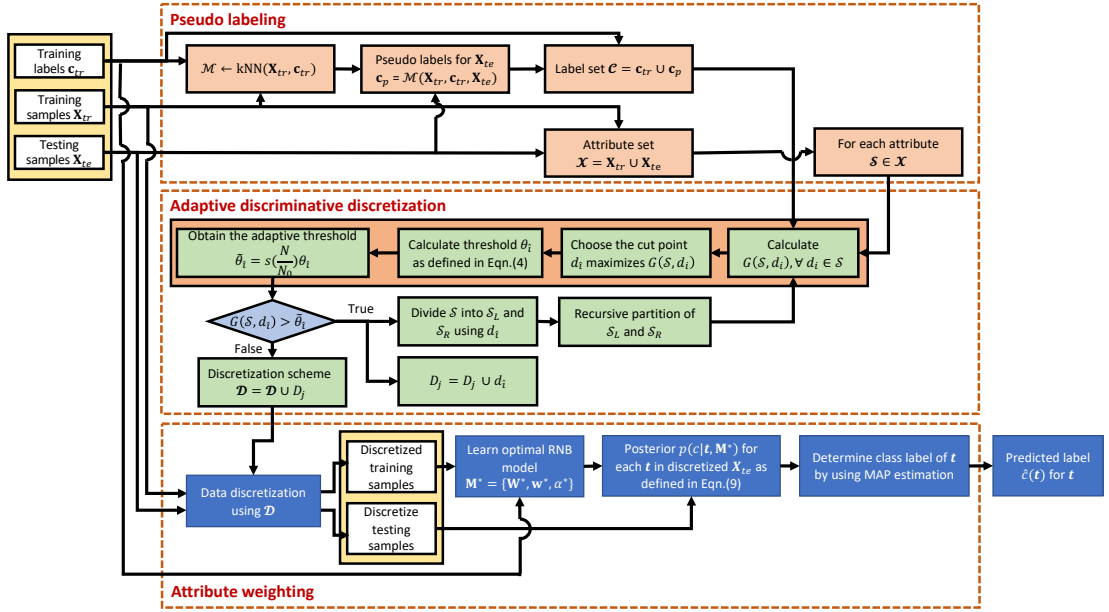 Pseudo labeling
Training
labels c_tr
Training
samples X_tr
Testing
samples X_te
ℳ ← kNN(X_tr, c_tr)
Pseudo labels for X_te
c_p = ℳ(X_tr, c_tr, X_te)
Label set 𝓒 = c_tr ∪ c_p
Attribute set
𝓧 = X_tr ∪ X_te
For each attribute
𝓢 ∈ 𝓧
Adaptive discriminative discretization
Obtain the adaptive threshold
θ̃_i = s(N/N_0)θ_i
Calculate threshold θ_i
as defined in Eqn.(4)
Choose the cut point
d_i maximizes G(𝒮, d_i)
Calculate
G(𝒮, d_i), ∀ d_i ∈ 𝒮
G(𝒮, d_i) > θ̃_i
True
False
Divide 𝒮 into 𝒮_L and
𝒮_R using d_i
Recursive partition of
𝒮_L and 𝒮_R
Discretization scheme
𝓓 = 𝓓 ∪ D_j
D_j = D_j ∪ d_i
Data discretization
using 𝓓
Discretized
training
samples
Discretize
testing
samples
Learn optimal RNB
model
M* = {W*, w*, α*}
Posterior p(c|t, M*) for
each t in discretized X_te as
defined in Eqn.(9)
Determine class label of t
by using MAP estimation
Predicted label
ĉ(t) for t
Attribute weighting